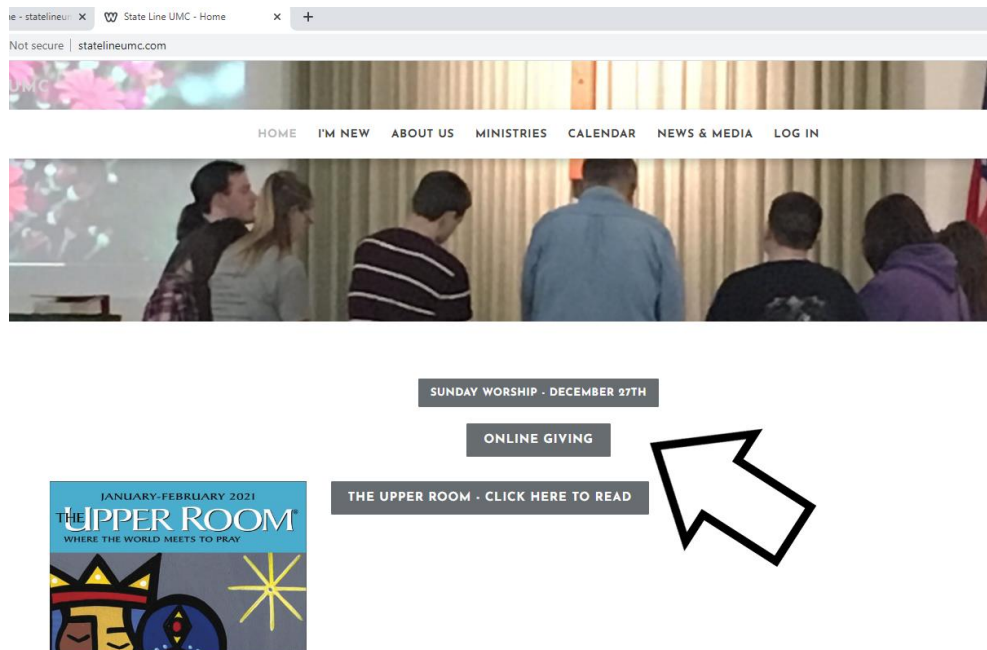 ne - statelineum
State Line UMC - Home
Not secure
statelineumc.com
UMC
HOME I'M NEW ABOUT US MINISTRIES CALENDAR NEWS & MEDIA LOG IN
SUNDAY WORSHIP - DECEMBER 27TH
ONLINE GIVING
THE UPPER ROOM - CLICK HERE TO READ
JANUARY-FEBRUARY 2021
THE UPPER ROOM®
WHERE THE WORLD MEETS TO PRAY